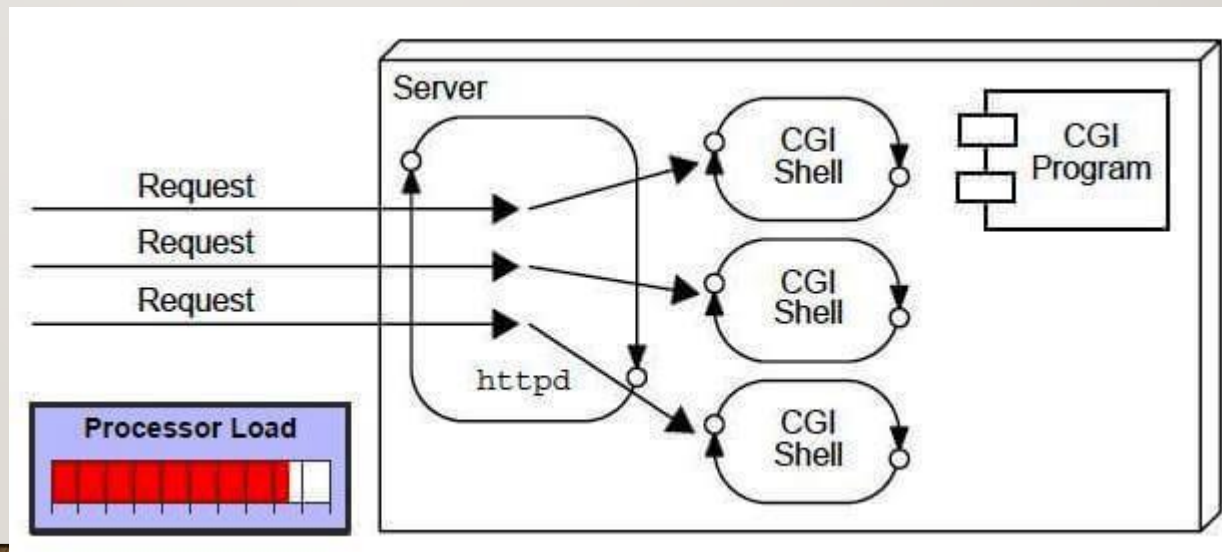 Server
CGI
Shell
CGI
Program
Request
Request
Request
CGI
Shell
httpd
CGI
Shell
Processor Load